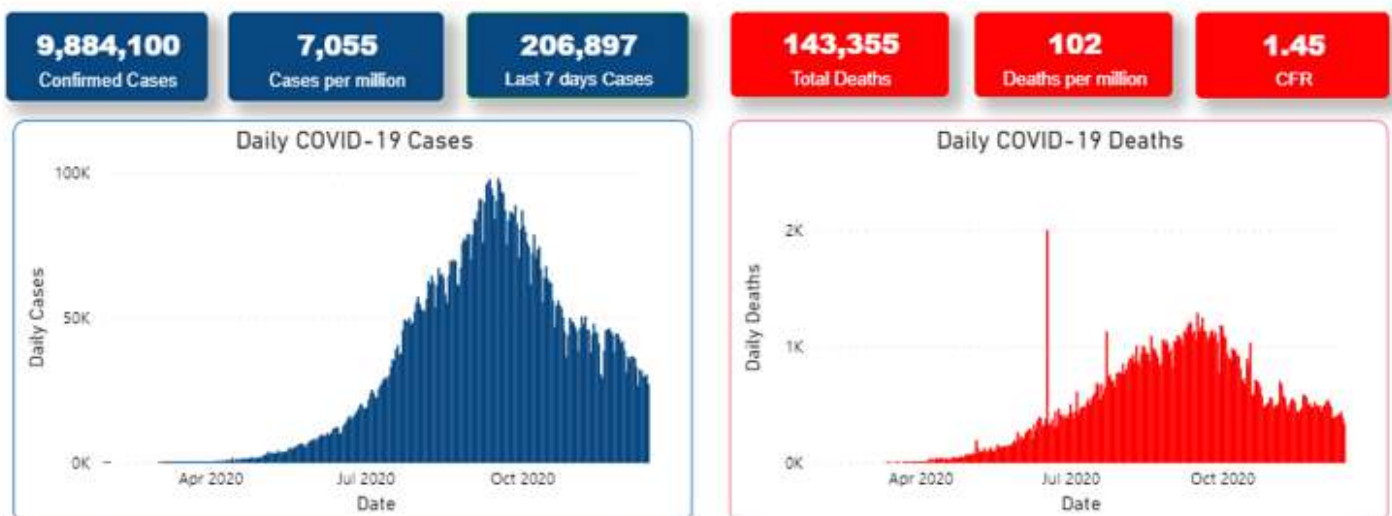 9,884,100
Confirmed Cases
7,055
Cases per million
206,897
Last 7 days Cases
143,355
Total Deaths
102
Deaths per million
1.45
CFR
Daily COVID-19 Cases
100K
50K
0K
Daily Cases
Apr 2020
Jul 2020
Oct 2020
Date
Daily COVID-19 Deaths
2K
1K
0K
Daily Deaths
Apr 2020
Jul 2020
Oct 2020
Date